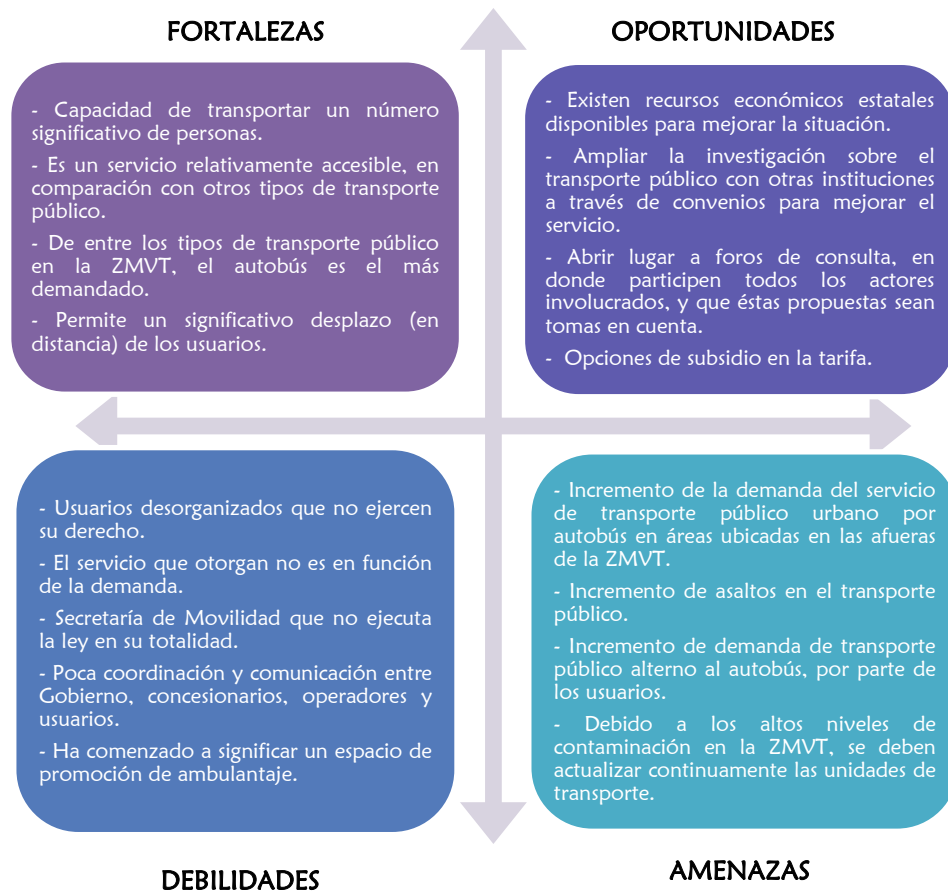 FORTALEZAS
- Capacidad de transportar un número
significativo de personas.
- Es un servicio relativamente accesible, en
comparación con otros tipos de transporte
público.
- De entre los tipos de transporte público
en la ZMVT, el autobús es el más
demandado.
- Permite un significativo desplazo (en
distancia) de los usuarios.
OPORTUNIDADES
- Existen recursos económicos estatales
disponibles para mejorar la situación.
- Ampliar la investigación sobre el
transporte público con otras instituciones
a través de convenios para mejorar el
servicio.
- Abrir lugar a foros de consulta, en
donde participen todos los actores
involucrados, y que éstas propuestas sean
tomas en cuenta.
- Opciones de subsidio en la tarifa.
- Usuarios desorganizados que no ejercen
su derecho.
- El servicio que otorgan no es en función
de la demanda.
- Secretaría de Movilidad que no ejecuta
la ley en su totalidad.
- Poca coordinación y comunicación entre
Gobierno, concesionarios, operadores y
usuarios.
- Ha comenzado a significar un espacio de
promoción de ambulantaje.
DEBILIDADES
- Incremento de la demanda del servicio
de transporte público urbano por
autobús en áreas ubicadas en las afueras
de la ZMVT.
- Incremento de asaltos en el transporte
público.
- Incremento de demanda de transporte
público alterno al autobús, por parte de
los usuarios.
- Debido a los altos niveles de
contaminación en la ZMVT, se deben
actualizar continuamente las unidades de
transporte.
AMENAZAS